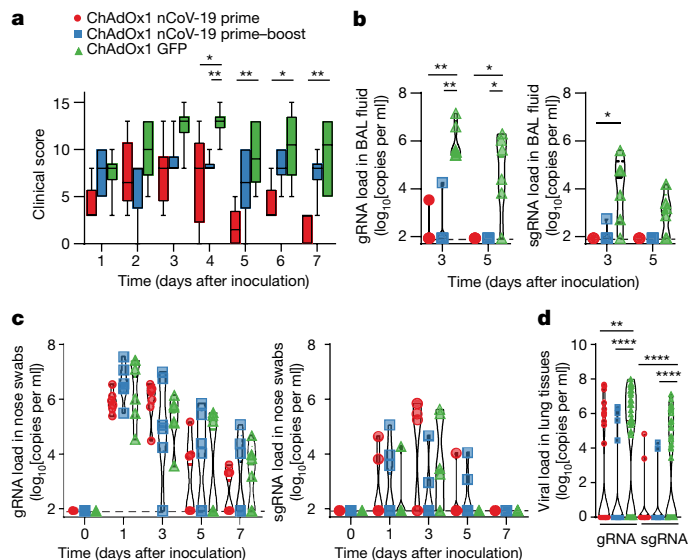 a
ChAdOx1 nCoV-19 prime
ChAdOx1 nCoV-19 prime–boost
ChAdOx1 GFP
*
**
**
*
**
15
10
5
0
Clinical score
1 2 3 4 5 6 7
Time (days after inoculation)
b
**
**
*
*
8
6
4
2
gRNA load in BAL fluid
(log10[copies per ml])
3 5
*
8
6
4
2
sgRNA load in BAL fluid
(log10[copies per ml])
3 5
Time (days after inoculation)
c
8
6
4
2
gRNA load in nose swabs
(log10[copies per ml])
0 1 3 5 7
Time (days after inoculation)
8
6
4
2
sgRNA load in nose swabs
(log10[copies per ml])
0 1 3 5 7
Time (days after inoculation)
d
**
****
****
****
10
8
6
4
2
0
Viral load in lung tissues
(log10[copies per ml])
gRNA sgRNA